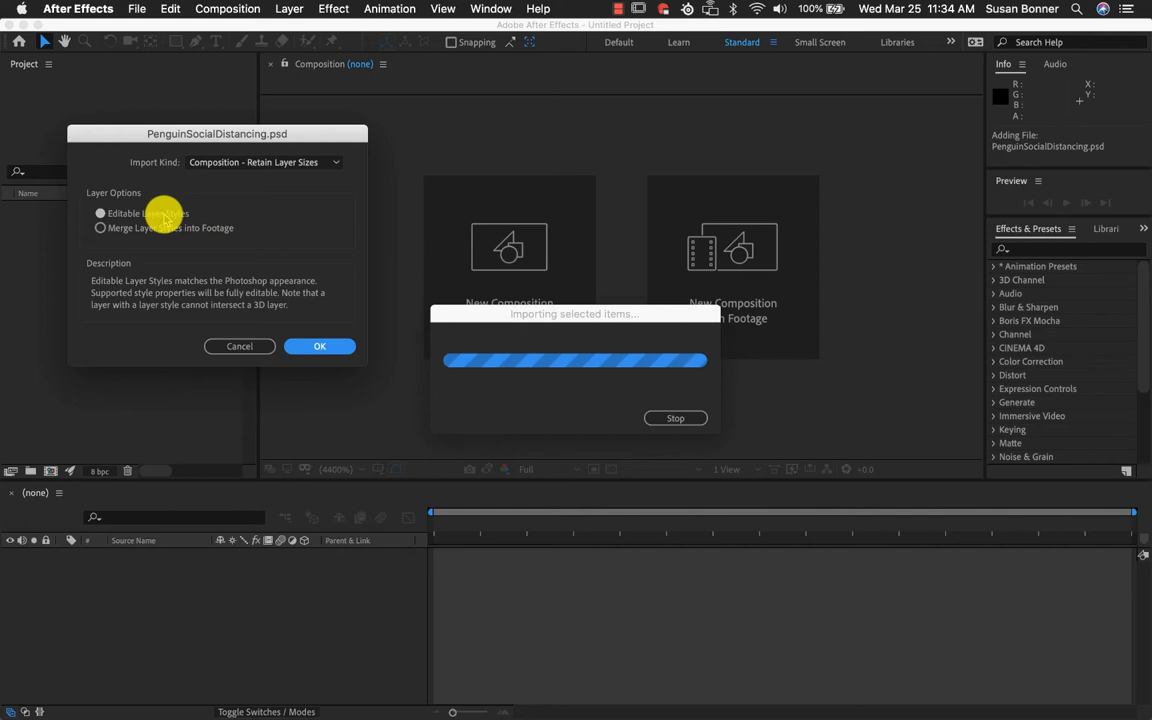 After Effects File Edit Composition Layer Effect Animation View Window Help 100% Wed Mar 25 11:34 AM Susan Bonner
Adobe After Effects - Untitled Project
Snapping Default Learn Standard Small Screen Libraries Search Help
Project
Composition (none)
Info Audio
R :
G :
B :
A :
X :
Y :
Adding File:
PenguinSocialDistancing.psd
Preview
Effects & Presets Librari
* Animation Presets
3D Channel
Audio
Blur & Sharpen
Boris FX Mocha
Channel
CINEMA 4D
Color Correction
Distort
Expression Controls
Generate
Immersive Video
Keying
Matte
Noise & Grain
Name
PenguinSocialDistancing.psd
Import Kind: Composition - Retain Layer Sizes
Layer Options
Editable Layer Styles
Merge Layer Styles into Footage
Description
Editable Layer Styles matches the Photoshop appearance.
Supported style properties will be fully editable. Note that a
layer with a layer style cannot intersect a 3D layer.
Cancel OK
New Composition
New Composition
Footage
Importing selected items...
Stop
8 bpc
(4400%) Full 1 View +0.0
(none)
# Source Name Parent & Link
Toggle Switches / Modes